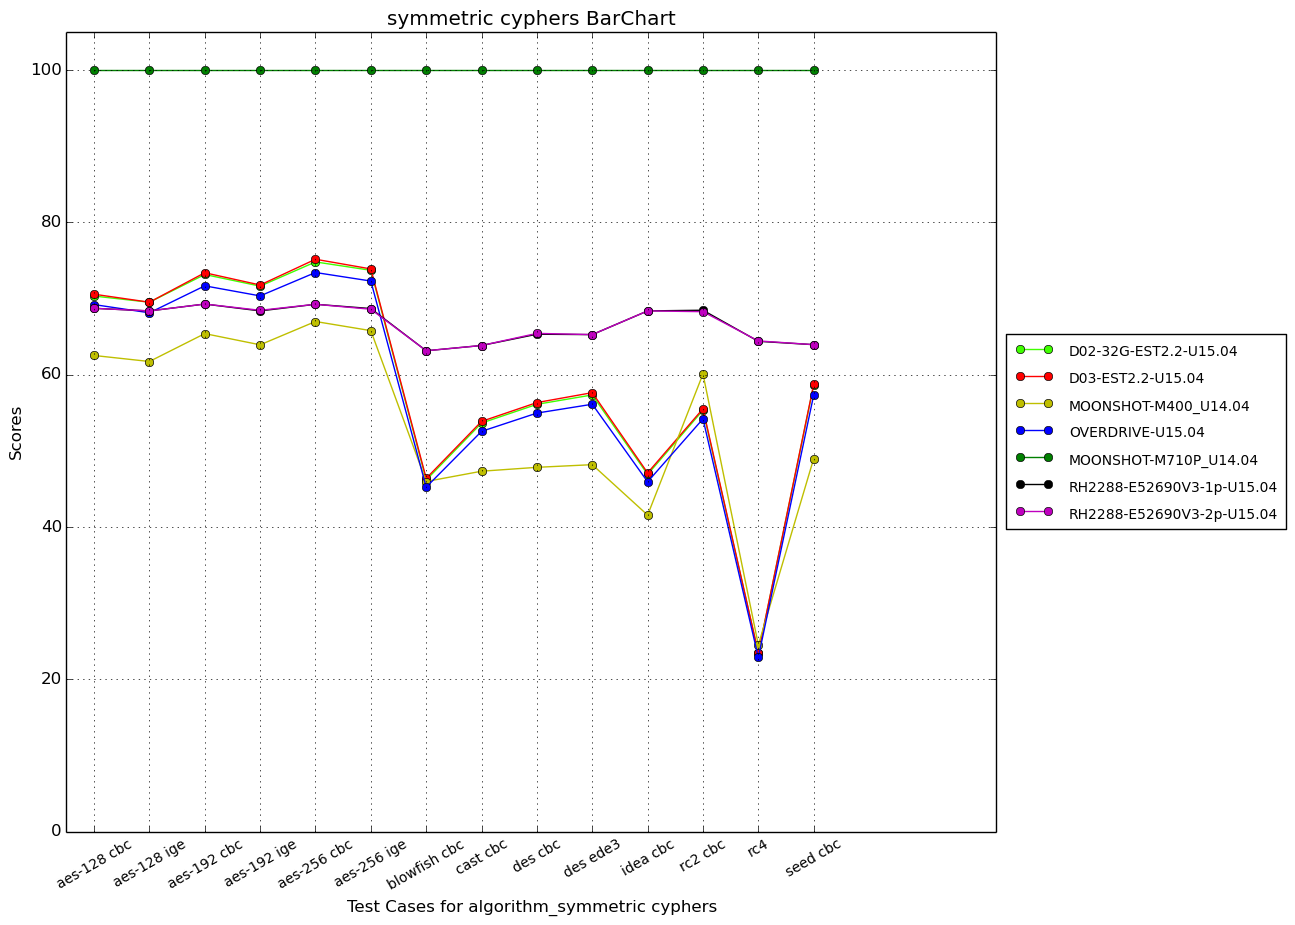 symmetric cyphers BarChart
100
80
60
40
20
0
Scores
aes-128 cbc
aes-128 ige
aes-192 cbc
aes-192 ige
aes-256 cbc
aes-256 ige
blowfish cbc
cast cbc
des cbc
des ede3
idea cbc
rc2 cbc
rc4
seed cbc
Test Cases for algorithm_symmetric cyphers
D02-32G-EST2.2-U15.04
D03-EST2.2-U15.04
MOONSHOT-M400_U14.04
OVERDRIVE-U15.04
MOONSHOT-M710P_U14.04
RH2288-E52690V3-1p-U15.04
RH2288-E52690V3-2p-U15.04